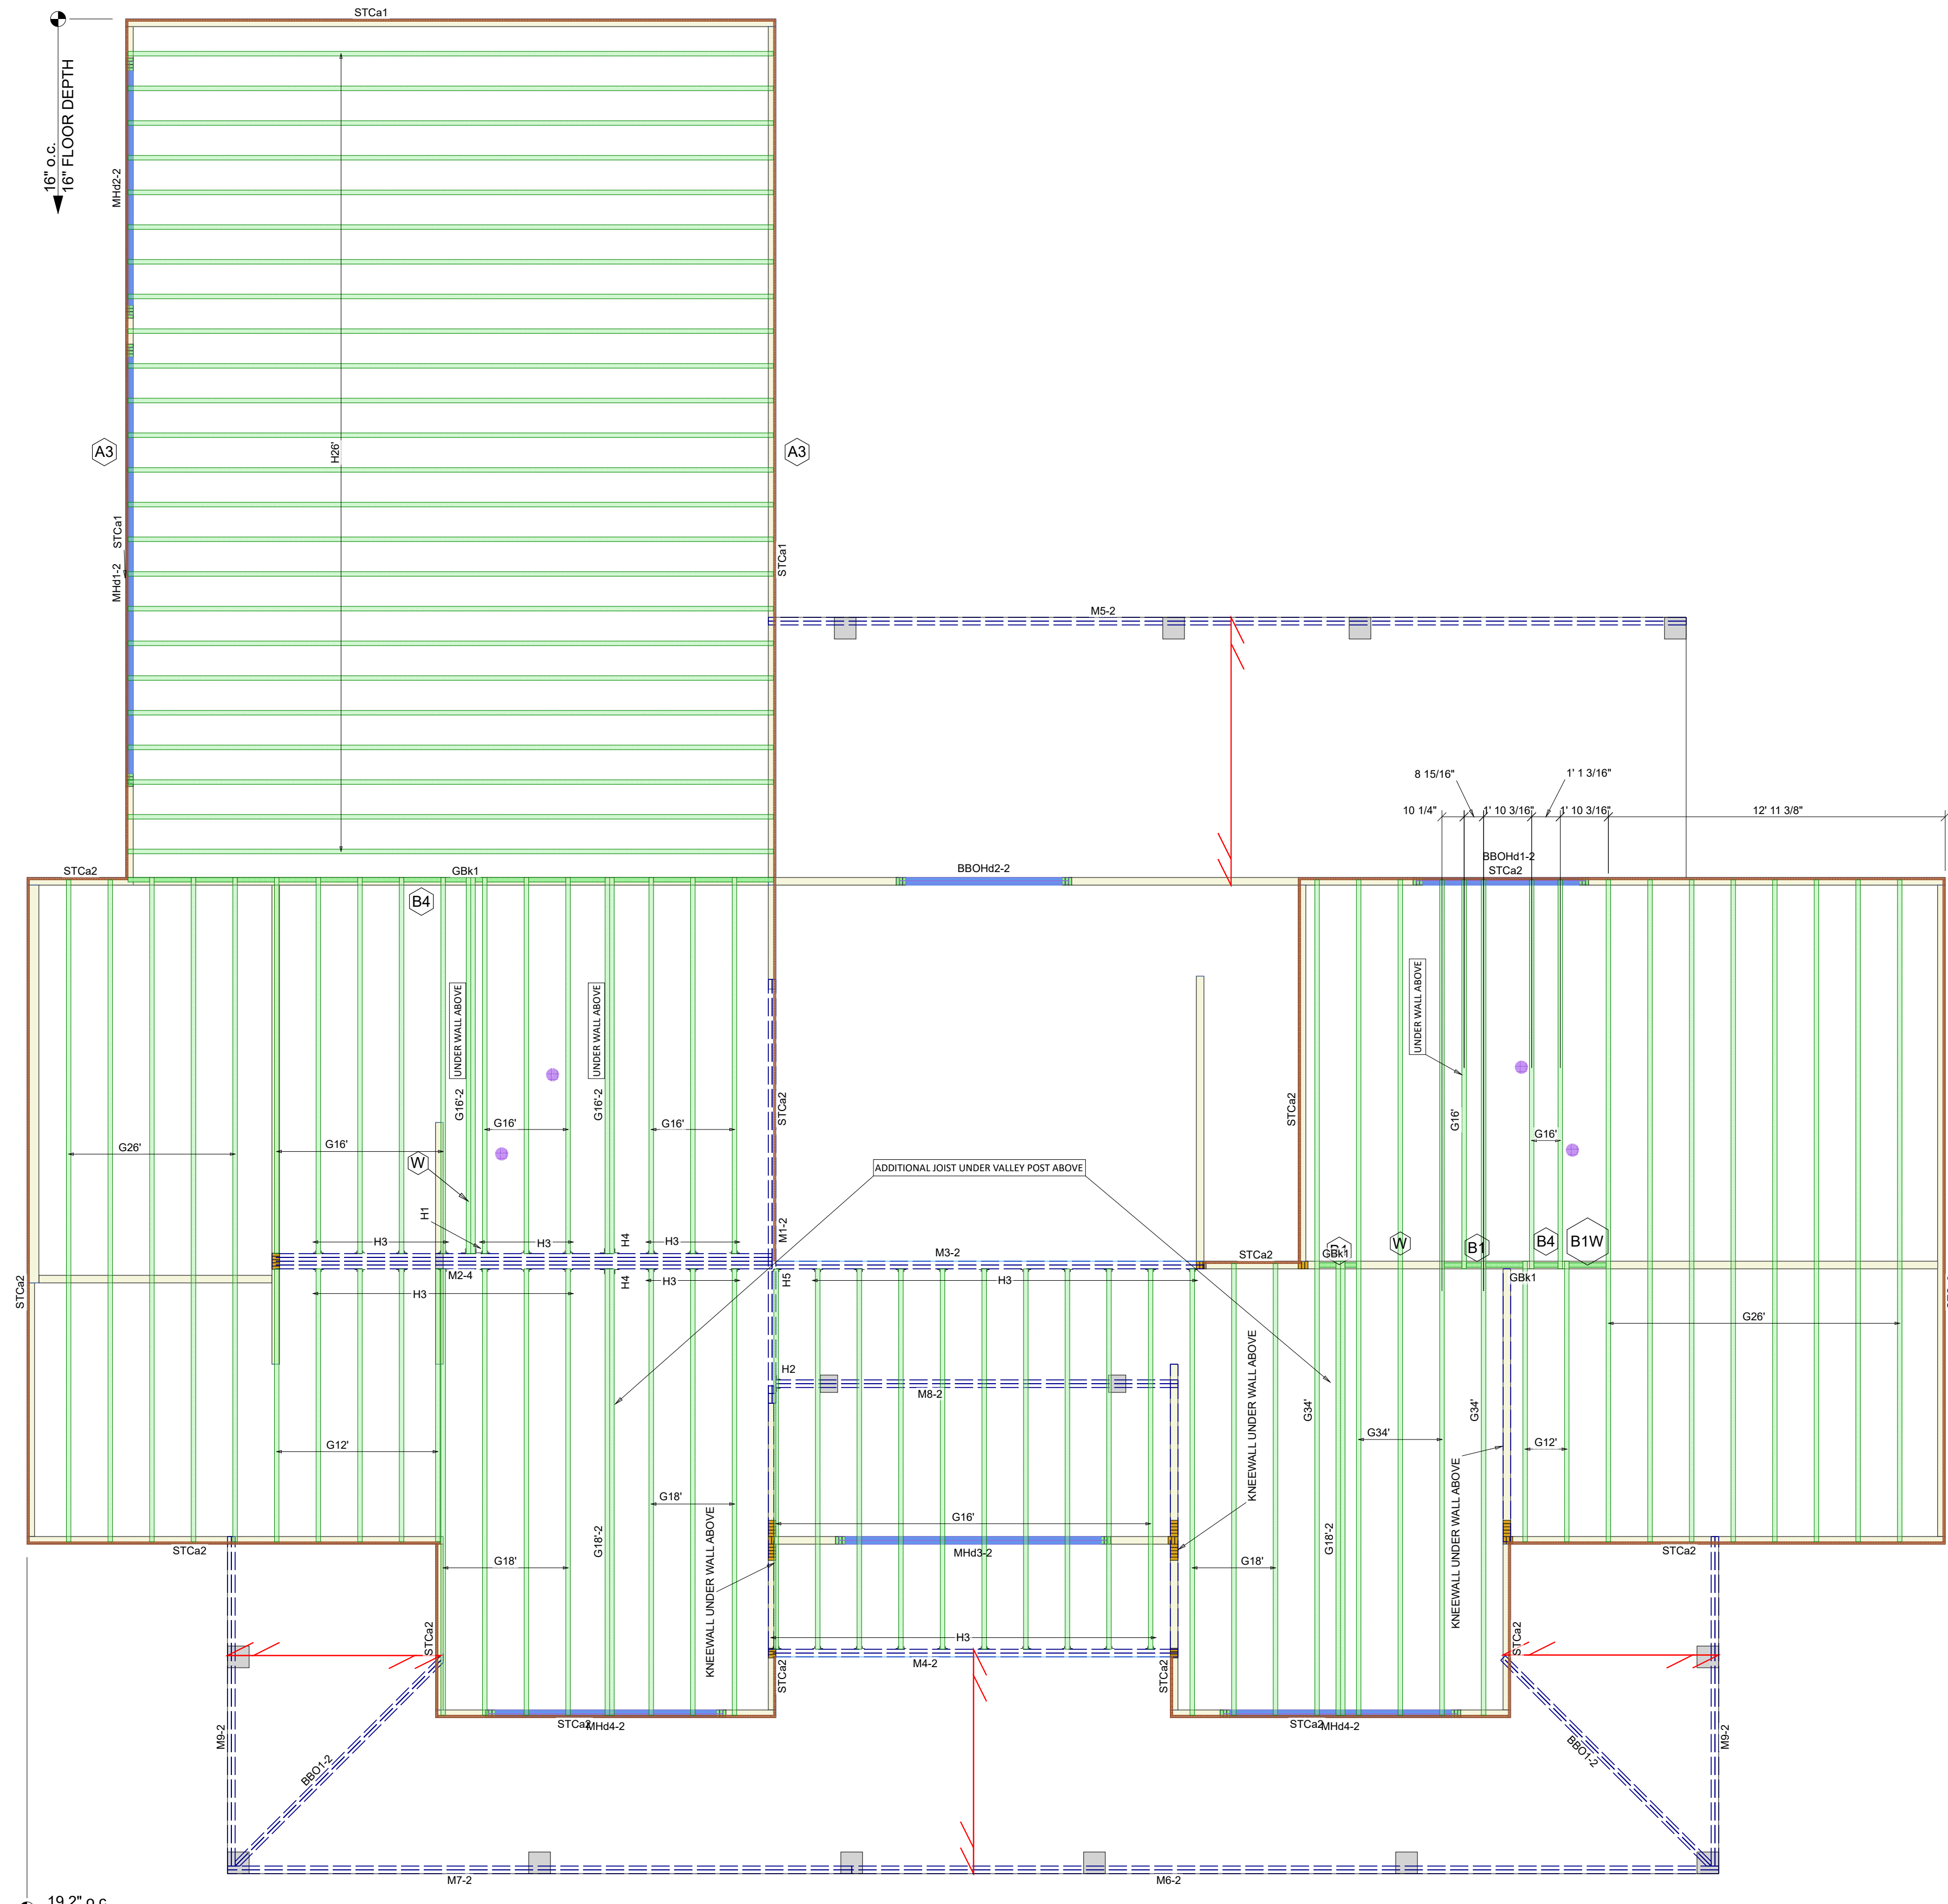 STCa1
16" o.c.
16" FLOOR DEPTH
MHd2-2
H26'
A3
A3
STCa1
STCa1
MHd1-2
M5-2
8 15/16"
1' 1 3/16"
10 1/4"
1' 10 3/16"
1' 10 3/16"
12' 11 3/8"
BBOHd1-2
STCa2
STCa2
GBk1
BBOHd2-2
B4
UNDER WALL ABOVE
UNDER WALL ABOVE
UNDER WALL ABOVE
G16'-2
G16'-2
STCa2
STCa2
G16'
G16'
G16'
G16'
G16'
G26'
G16'
W
ADDITIONAL JOIST UNDER VALLEY POST ABOVE
H1
H3
H3
H4
H3
M1-2
M3-2
STCa2
GBk1
B1
W
B1
B4
B1W
M2-4
H4
H3
H5
H3
GBk1
STCa2
H3
G26'
H2
M8-2
KNEEWALL UNDER WALL ABOVE
G34'
G34'
G34'
G12'
G12'
KNEEWALL UNDER WALL ABOVE
G18'
G16'
KNEEWALL UNDER WALL ABOVE
G18'-2
G18'-2
STCa2
G18'
MHd3-2
G18'
STCa2
STCa2
STCa2
H3
M4-2
STCa2
STCa2
STCa2
MHd4-2
STCa2
MHd4-2
M9-2
BBO1-2
BBO1-2
M9-2
M7-2
M6-2
19.2" o.c.